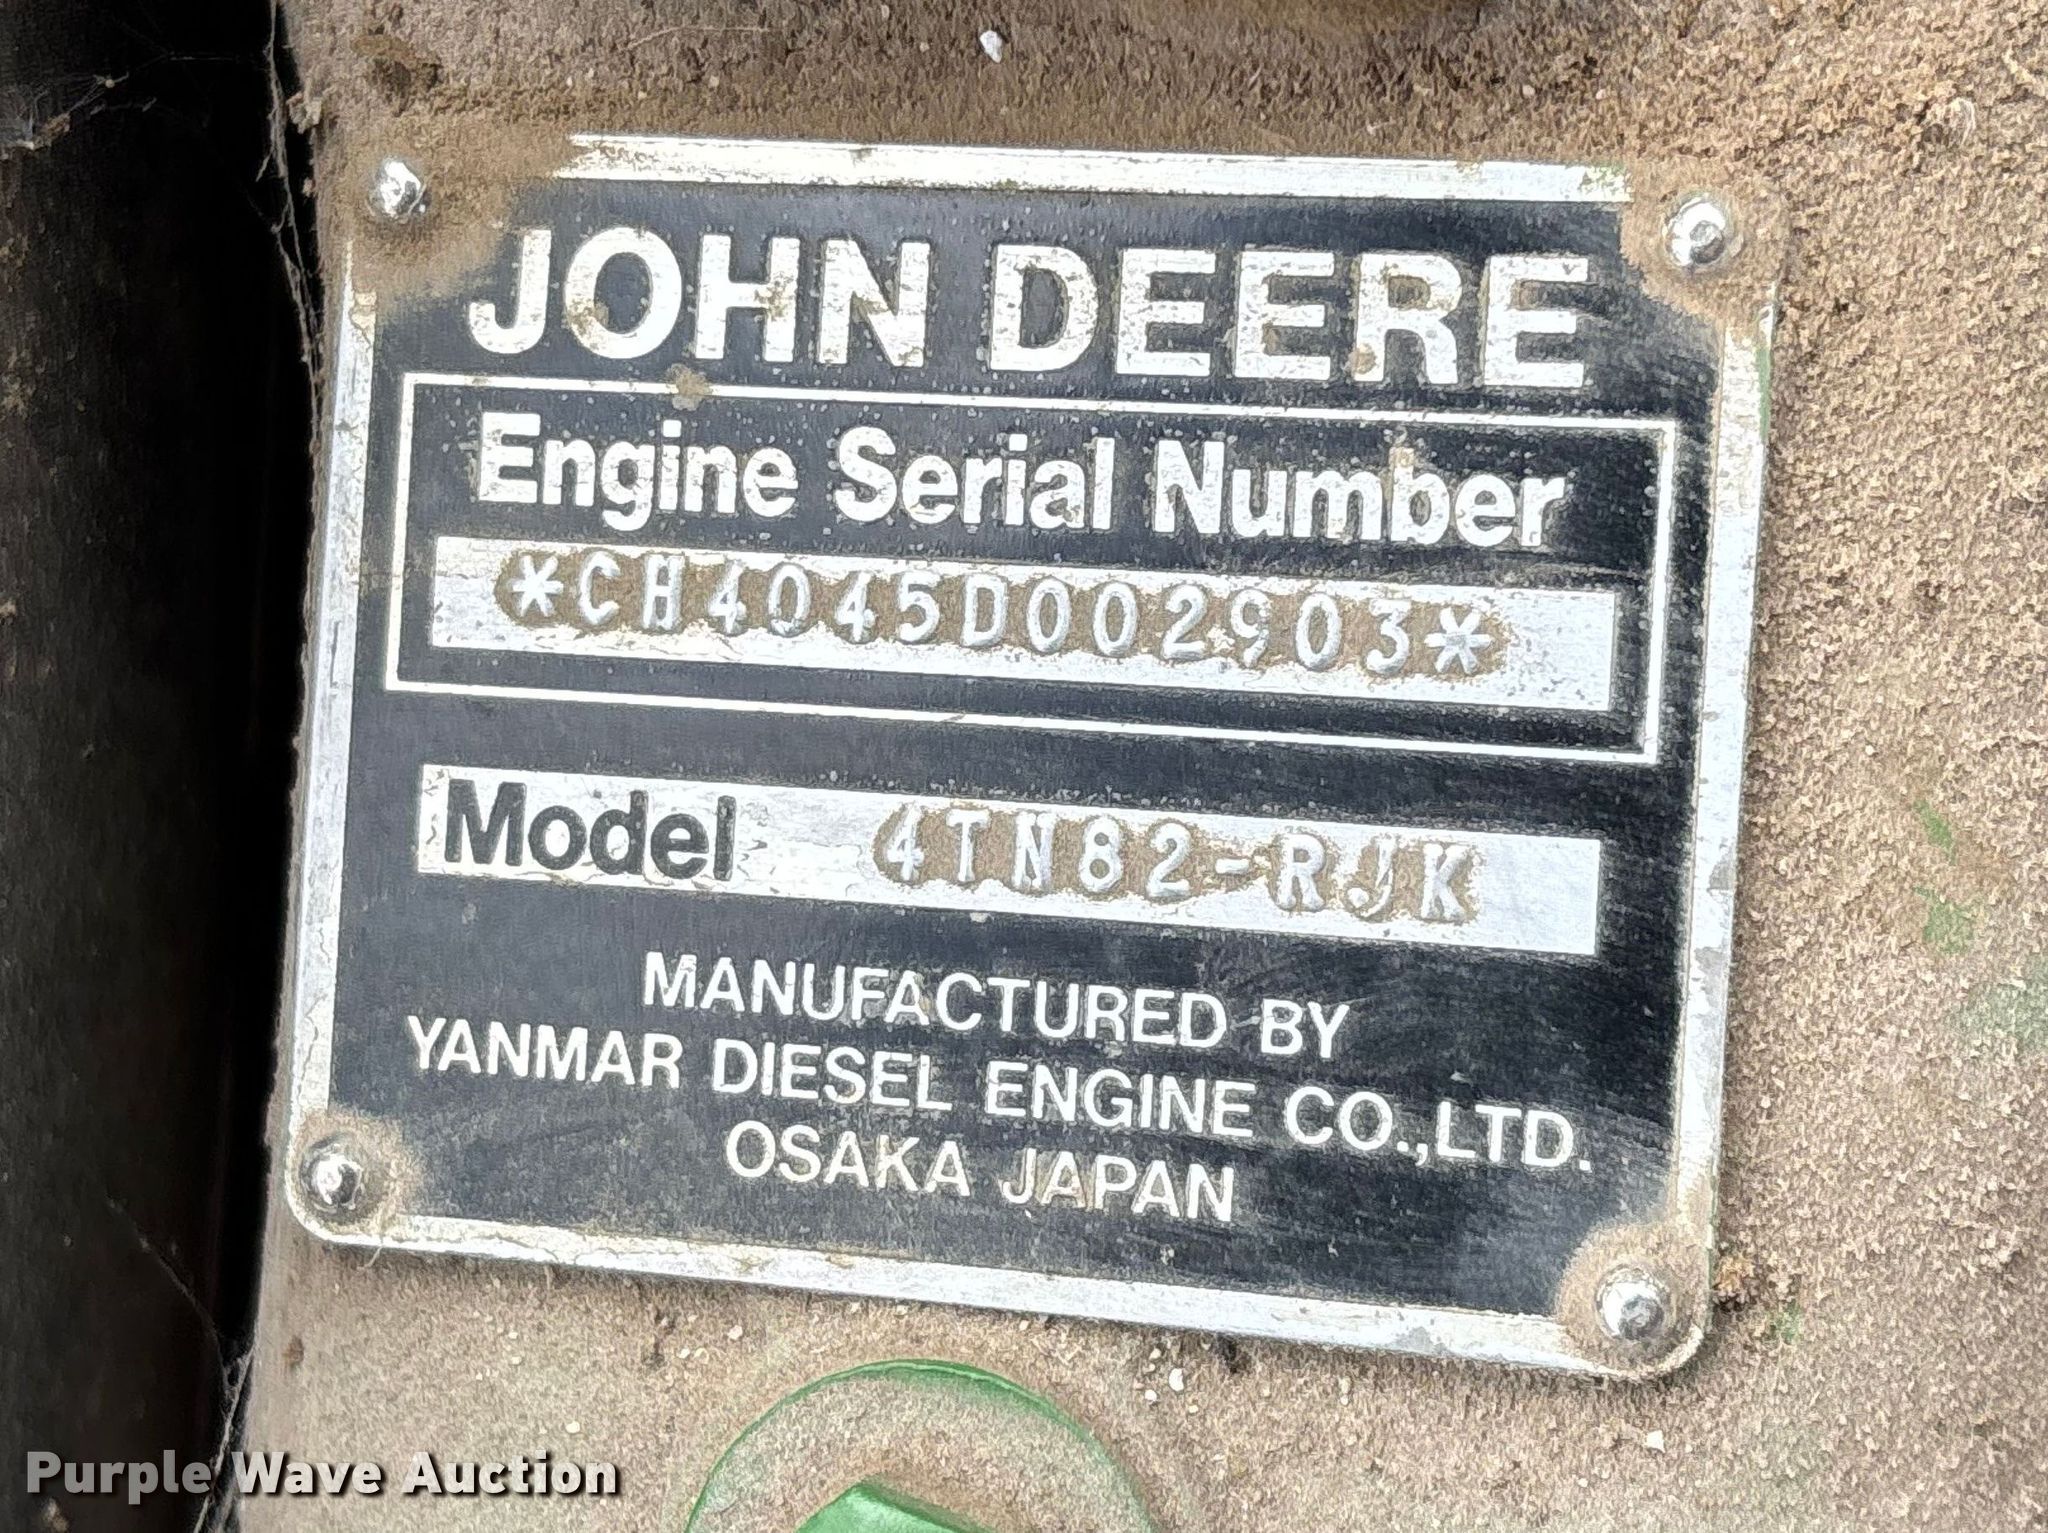 JOHN DEERE
Engine Serial Number
*CH4045D002903*
Model 4TN82-RJK
MANUFACTURED BY
YANMAR DIESEL ENGINE CO.,LTD.
OSAKA JAPAN
Purple Wave Auction